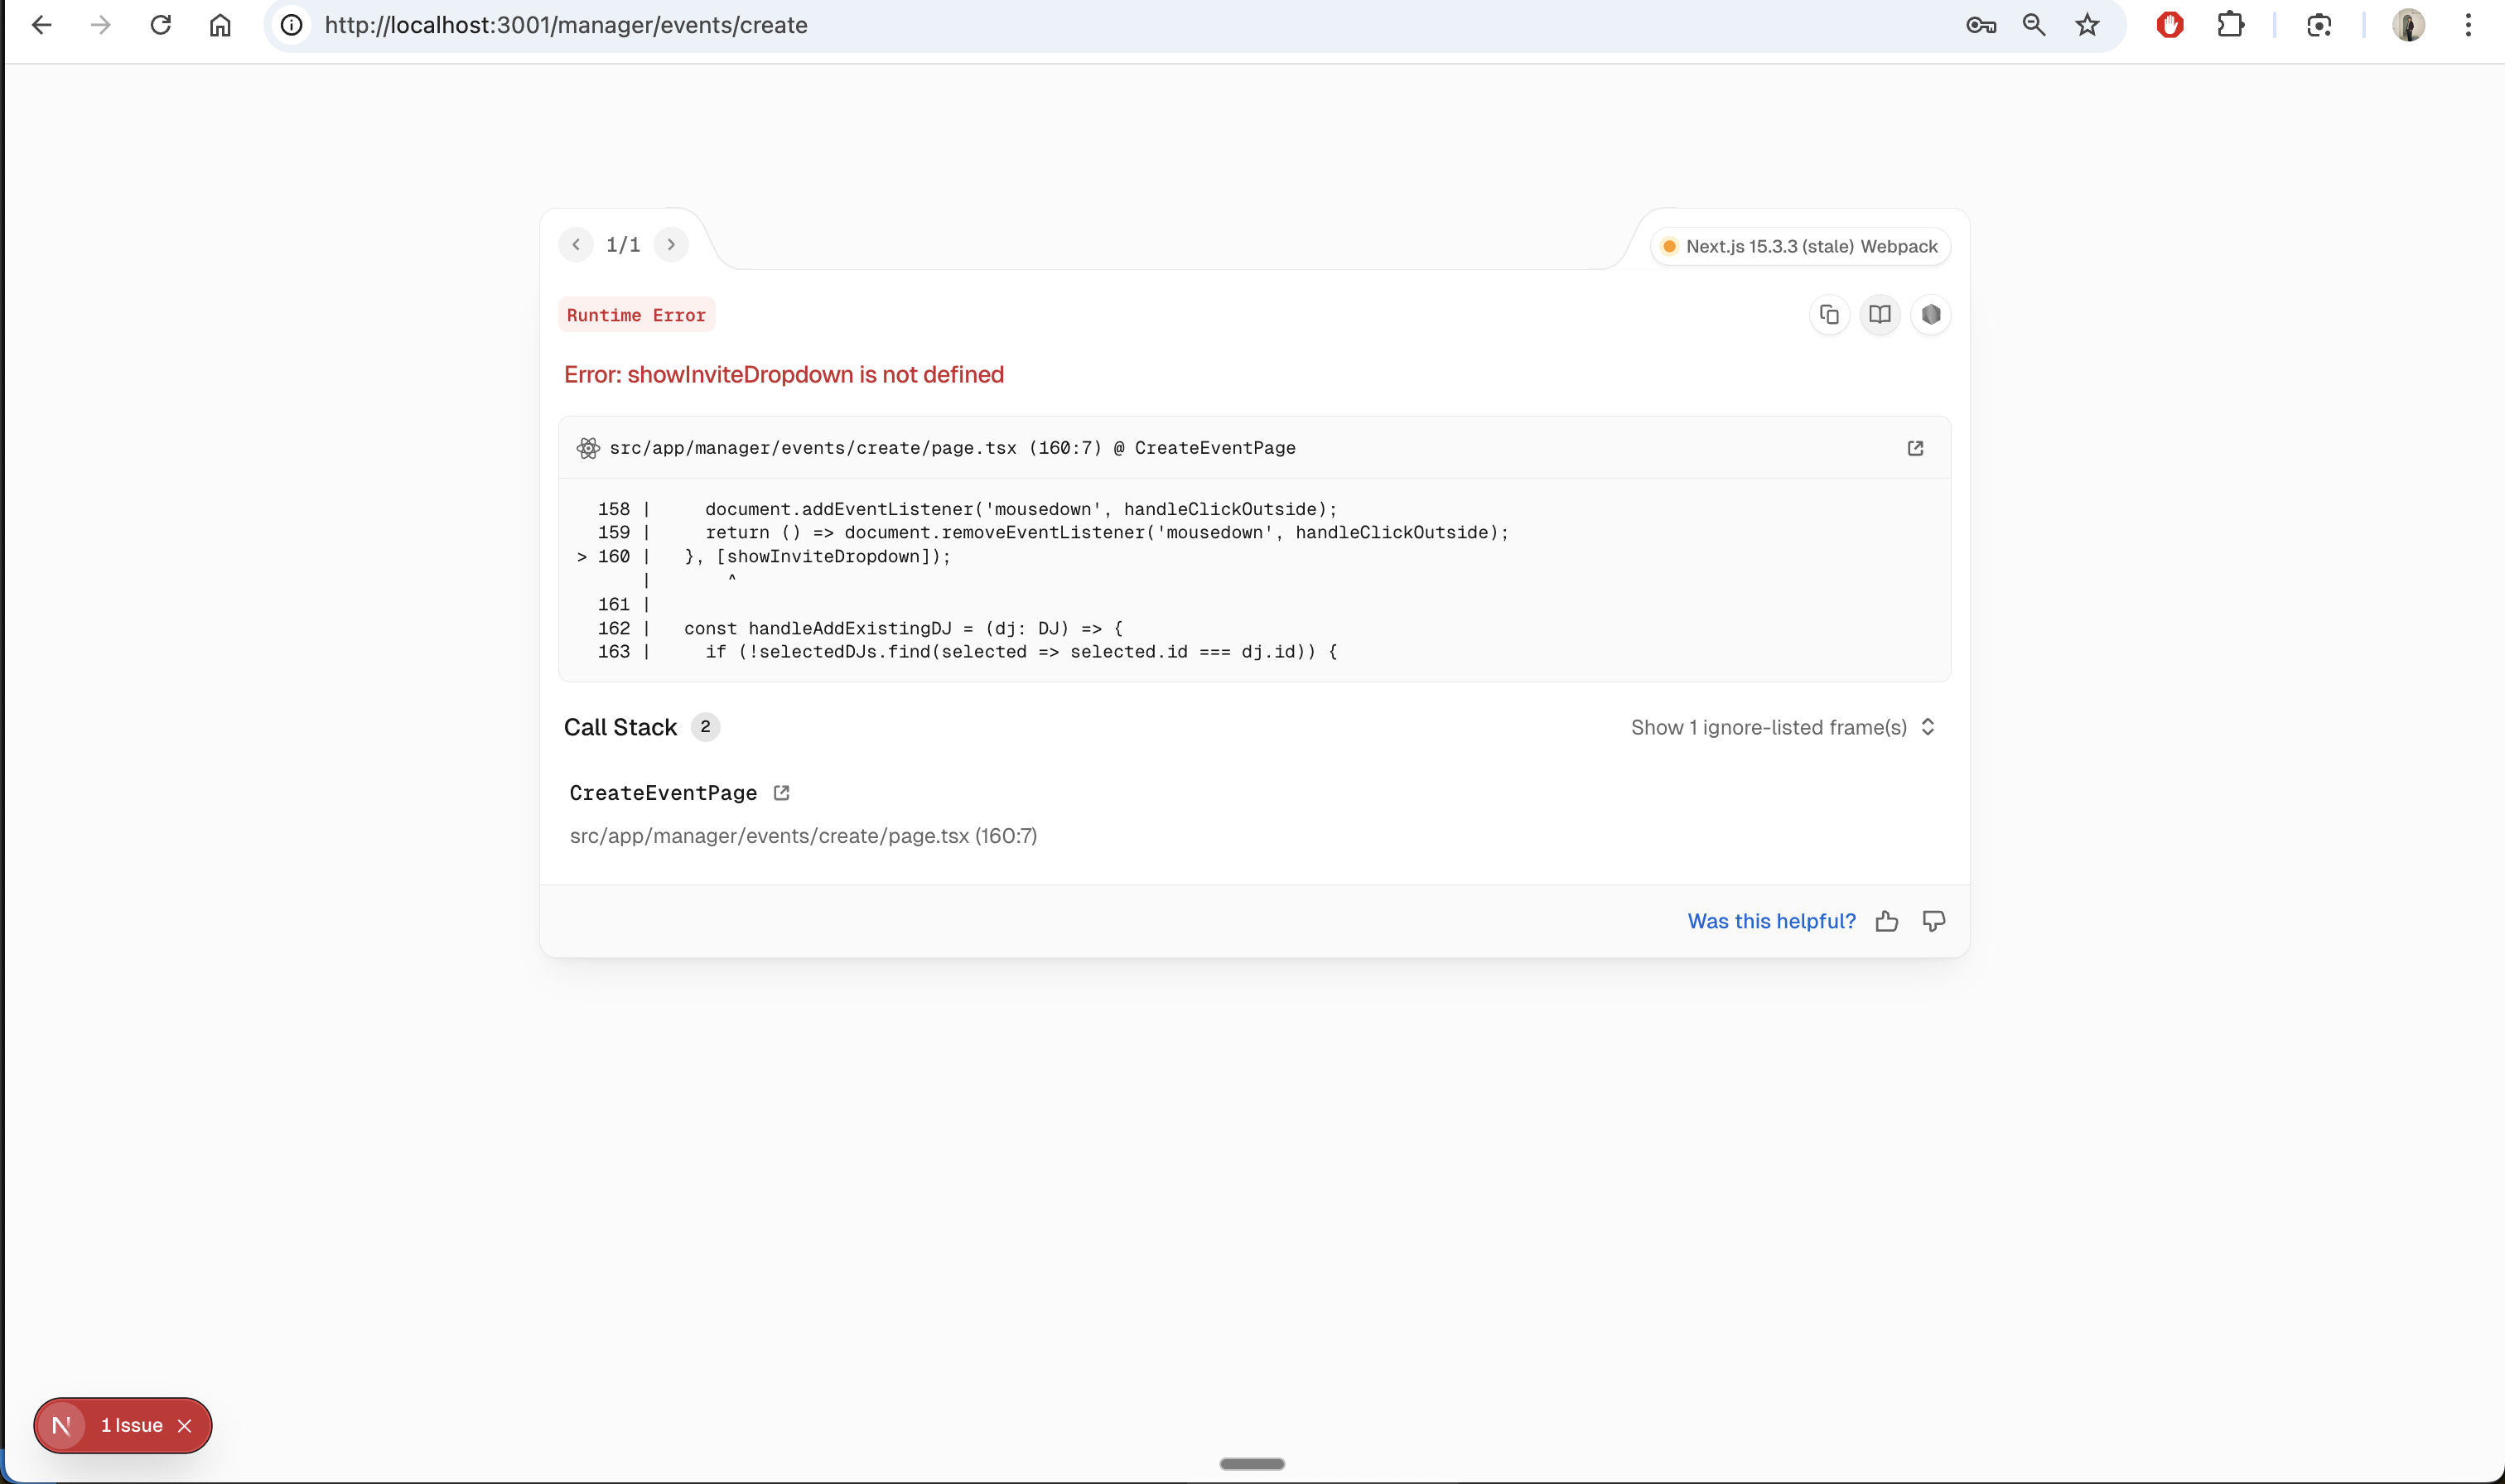 http://localhost:3001/manager/events/create
1/1
Next.js 15.3.3 (stale) Webpack
Runtime Error
Error: showInviteDropdown is not defined
src/app/manager/events/create/page.tsx (160:7) @ CreateEventPage
158 |     document.addEventListener('mousedown', handleClickOutside);
159 |     return () => document.removeEventListener('mousedown', handleClickOutside);
> 160 |   }, [showInviteDropdown]);
|       ^
161 |
162 |   const handleAddExistingDJ = (dj: DJ) => {
163 |     if (!selectedDJs.find(selected => selected.id === dj.id)) {
Call Stack 2
Show 1 ignore-listed frame(s)
CreateEventPage
src/app/manager/events/create/page.tsx (160:7)
Was this helpful?
N 1 Issue